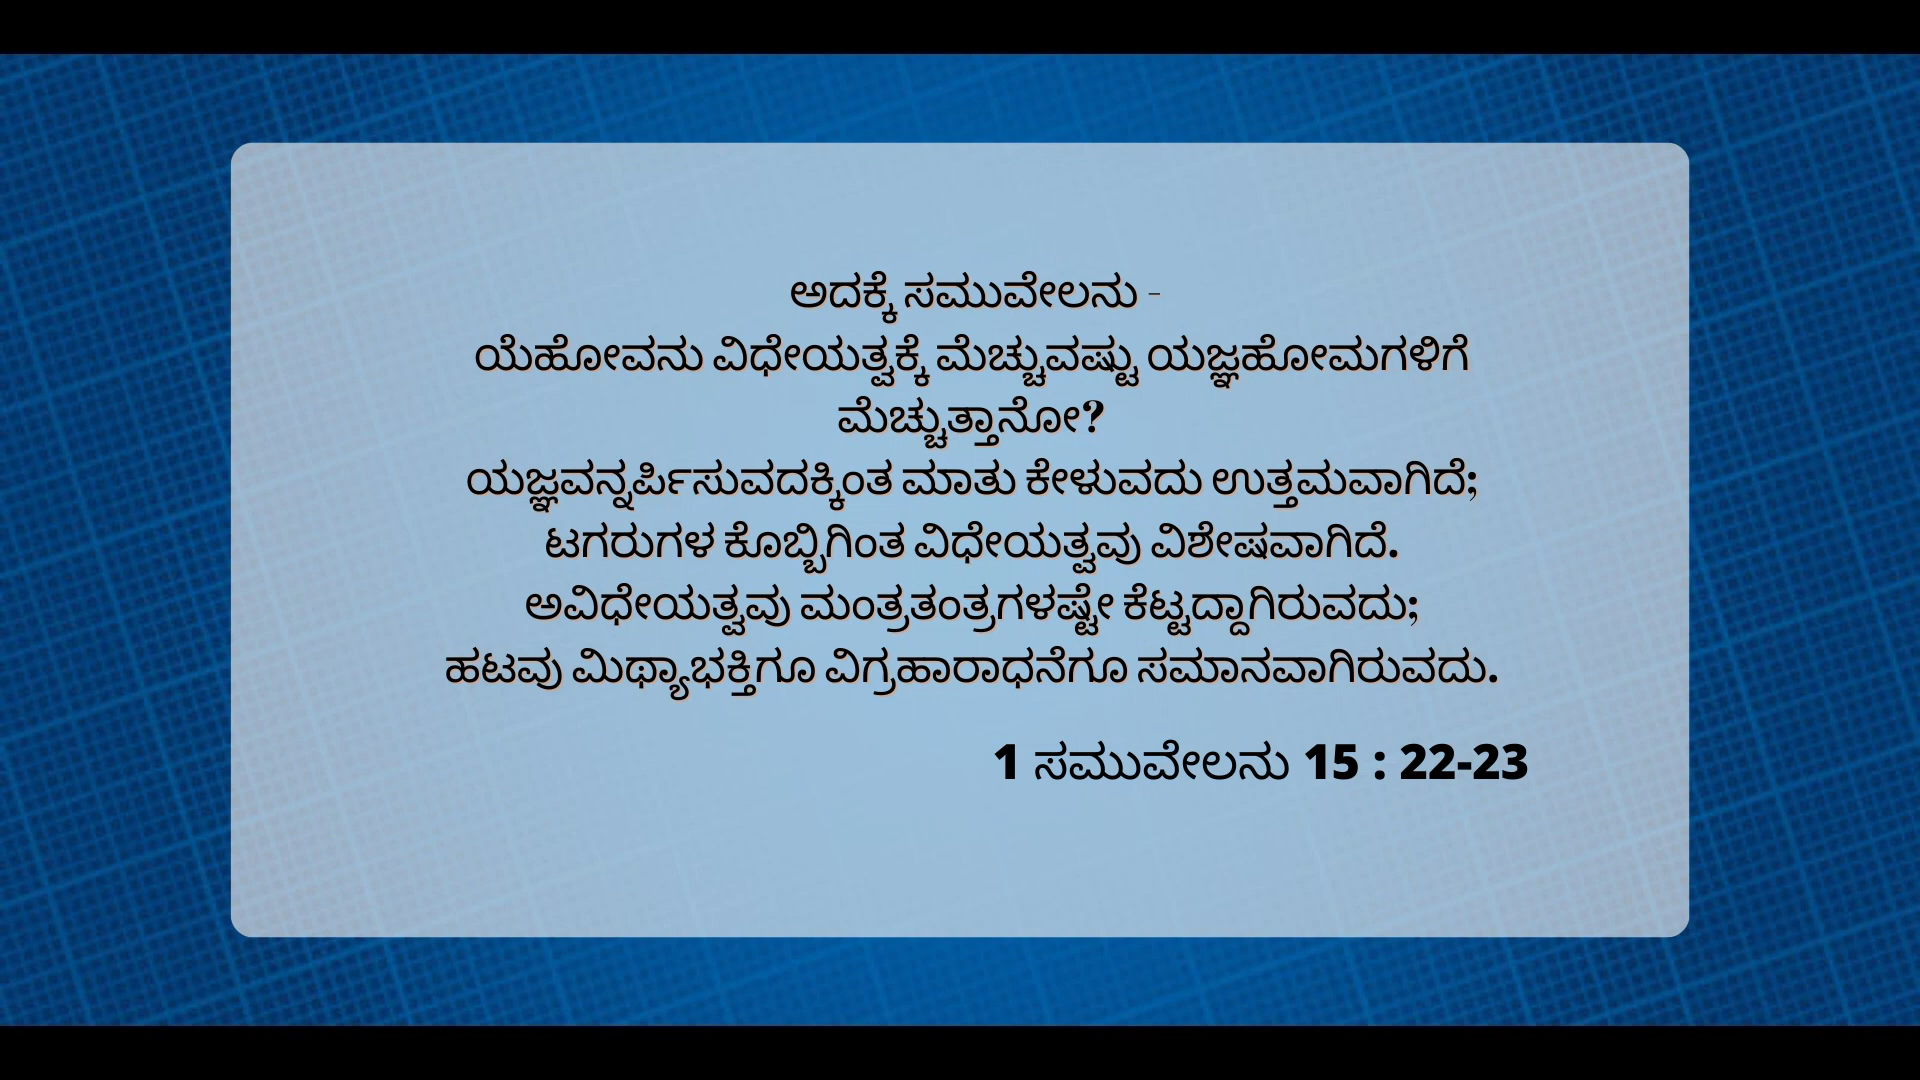 ಅದಕ್ಕೆ ಸಮುವೇಲನು -
ಯೆಹೋವನು ವಿಧೇಯತ್ವಕ್ಕೆ ಮೆಚ್ಚುವಷ್ಟು ಯಜ್ಞಹೋಮಗಳಿಗೆ
ಮೆಚ್ಚುತ್ತಾನೋ?
ಯಜ್ಞವನ್ನರ್ಪಿಸುವದಕ್ಕಿಂತ ಮಾತು ಕೇಳುವದು ಉತ್ತಮವಾಗಿದೆ;
ಟಗರುಗಳ ಕೊಬ್ಬಿಗಿಂತ ವಿಧೇಯತ್ವವು ವಿಶೇಷವಾಗಿದೆ.
ಅವಿಧೇಯತ್ವವು ಮಂತ್ರತಂತ್ರಗಳಷ್ಟೇ ಕೆಟ್ಟದ್ದಾಗಿರುವದು;
ಹಟವು ಮಿಥ್ಯಾಭಕ್ತಿಗೂ ವಿಗ್ರಹಾರಾಧನೆಗೂ ಸಮಾನವಾಗಿರುವದು.
1 ಸಮುವೇಲನು 15 : 22-23